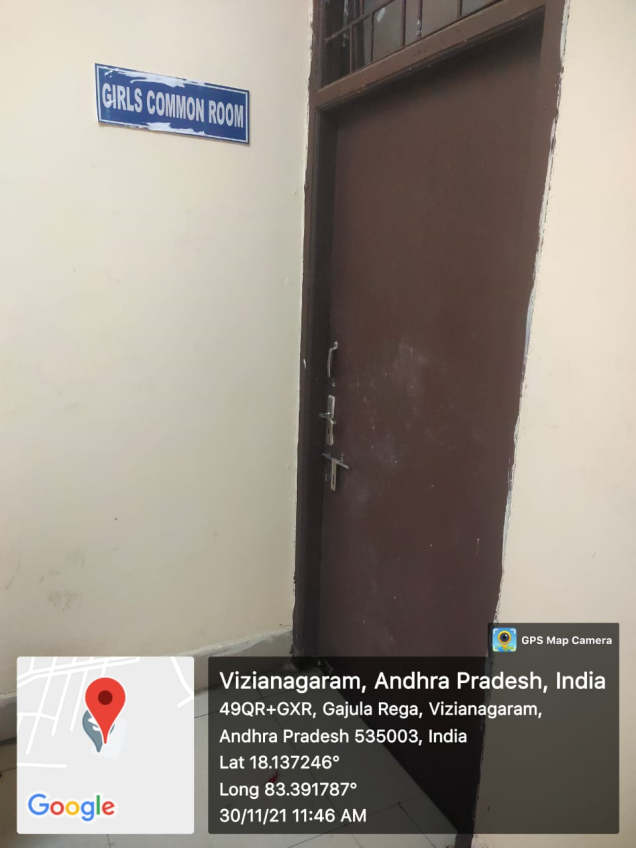 GIRLS COMMON ROOM
GPS Map Camera
Vizianagaram, Andhra Pradesh, India
49QR+GXR, Gajula Rega, Vizianagaram,
Andhra Pradesh 535003, India
Lat 18.137246°
Long 83.391787°
30/11/21 11:46 AM
Google